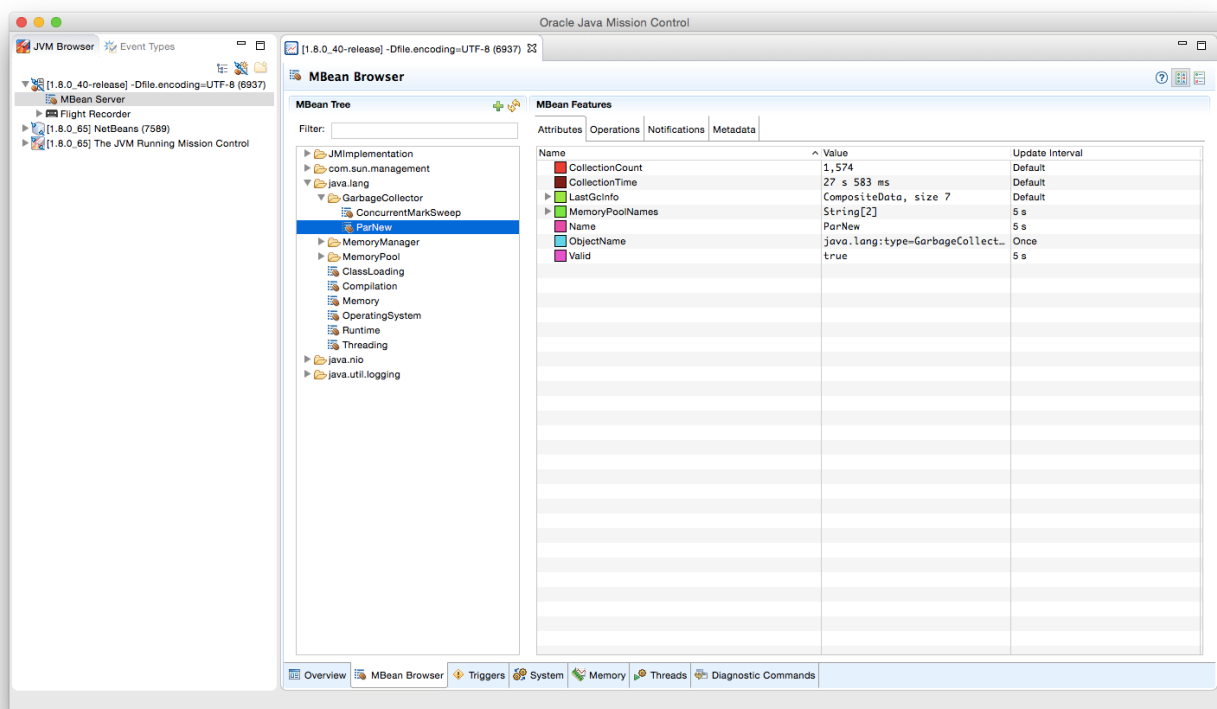 Oracle Java Mission Control
JVM Browser
Event Types
[1.8.0_40-release] -Dfile.encoding=UTF-8 (6937)
MBean Server
Flight Recorder
[1.8.0_65] NetBeans (7589)
[1.8.0_65] The JVM Running Mission Control
[1.8.0_40-release] -Dfile.encoding=UTF-8 (6937)
MBean Browser
MBean Tree
Filter:
JMImplementation
com.sun.management
java.lang
GarbageCollector
ConcurrentMarkSweep
ParNew
MemoryManager
MemoryPool
ClassLoading
Compilation
Memory
OperatingSystem
Runtime
Threading
java.nio
java.util.logging
MBean Features
Attributes Operations Notifications Metadata
Name Value Update Interval
CollectionCount 1,574 Default
CollectionTime 27 s 583 ms Default
LastGcInfo CompositeData, size 7 Default
MemoryPoolNames String[2] 5 s
Name ParNew 5 s
ObjectName java.lang:type=GarbageCollect... Once
Valid true 5 s
Overview MBean Browser Triggers System Memory Threads Diagnostic Commands